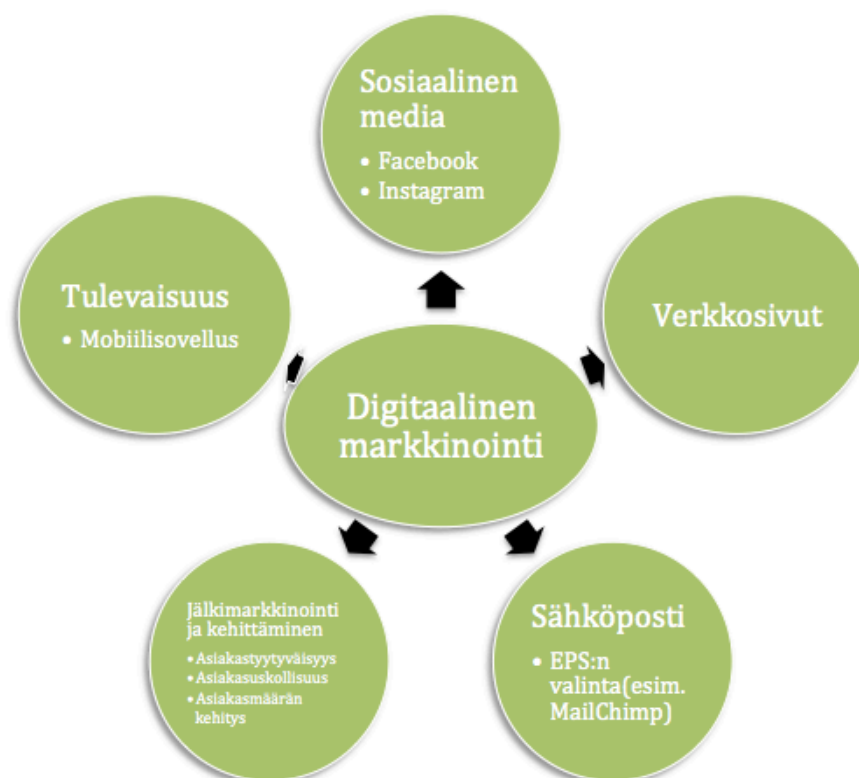 Sosiaalinen
media
• Facebook
• Instagram
Tulevaisuus
• Mobiilisovellus
Verkkosivut
Digitaalinen
markkinointi
Jälkimarkkinointi
ja kehittäminen
• Asiakastyytyväisyys
• Asiakasuskollisuus
• Asiakasmäärän
kehitys
Sähköposti
• EPS:n
valinta(esim.
MailChimp)